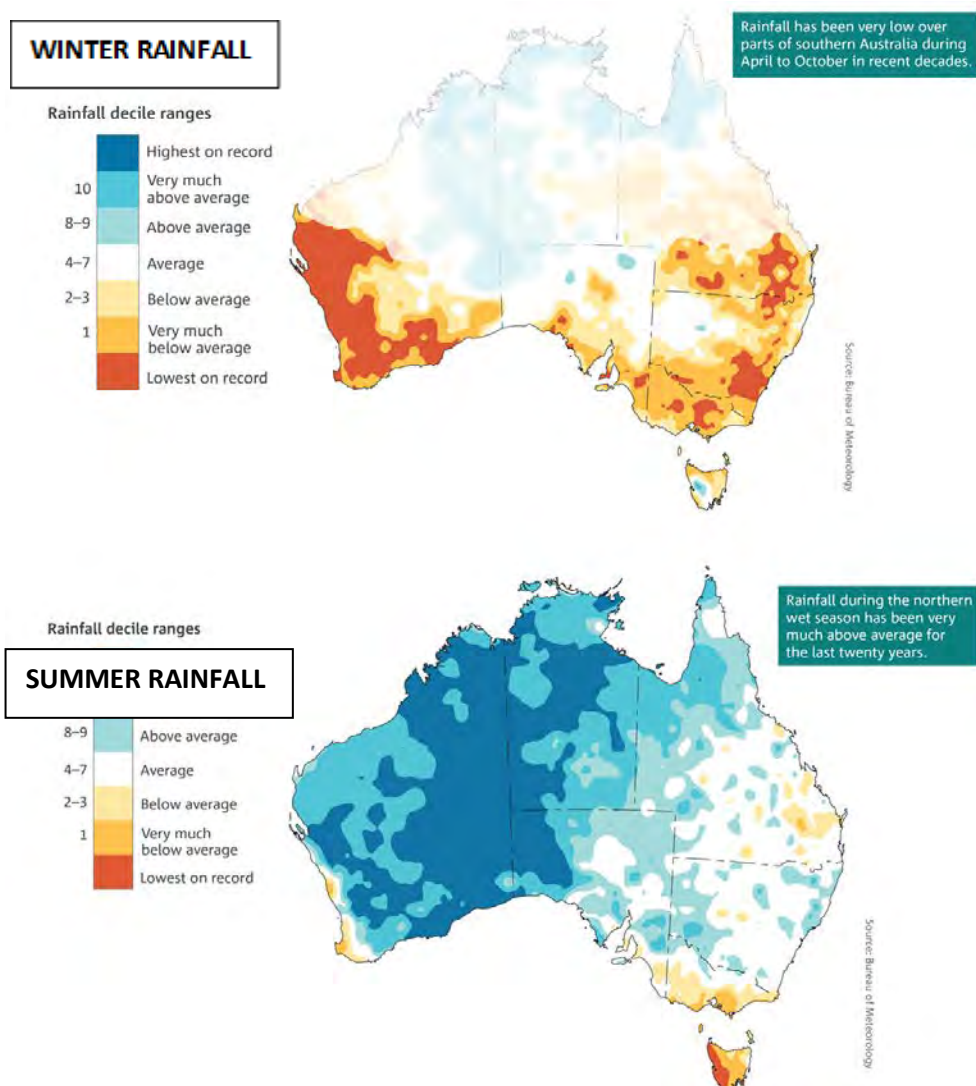 WINTER RAINFALL
Rainfall has been very low over
parts of southern Australia during
April to October in recent decades.
Rainfall decile ranges
Highest on record
10 Very much
above average
8–9 Above average
4–7 Average
2–3 Below average
1 Very much
below average
Lowest on record
Source: Bureau of Meteorology
Rainfall during the northern
wet season has been very
much above average for
the last twenty years.
Rainfall decile ranges
SUMMER RAINFALL
8–9 Above average
4–7 Average
2–3 Below average
1 Very much
below average
Lowest on record
Source: Bureau of Meteorology